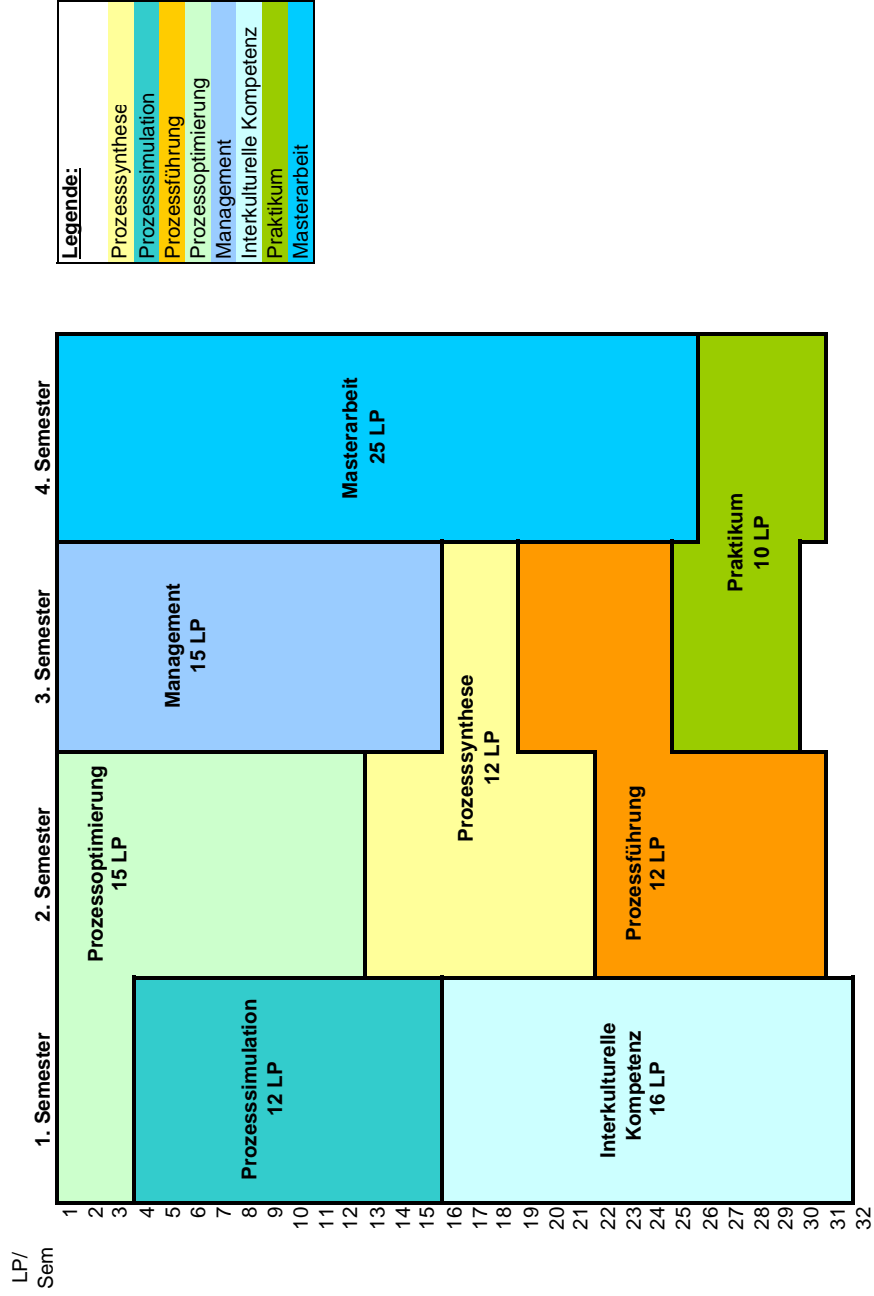 LP/
Sem
1. Semester
2. Semester
3. Semester
4. Semester
1
2
3
4
5
6
7
8
9
10
11
12
13
14
15
16
17
18
19
20
21
22
23
24
25
26
27
28
29
30
31
32
Prozessoptimierung
15 LP
Prozesssimulation
12 LP
Interkulturelle
Kompetenz
16 LP
Prozesssynthese
12 LP
Prozessführung
12 LP
Management
15 LP
Masterarbeit
25 LP
Praktikum
10 LP
Legende:
Prozesssynthese
Prozesssimulation
Prozessführung
Prozessoptimierung
Management
Interkulturelle Kompetenz
Praktikum
Masterarbeit